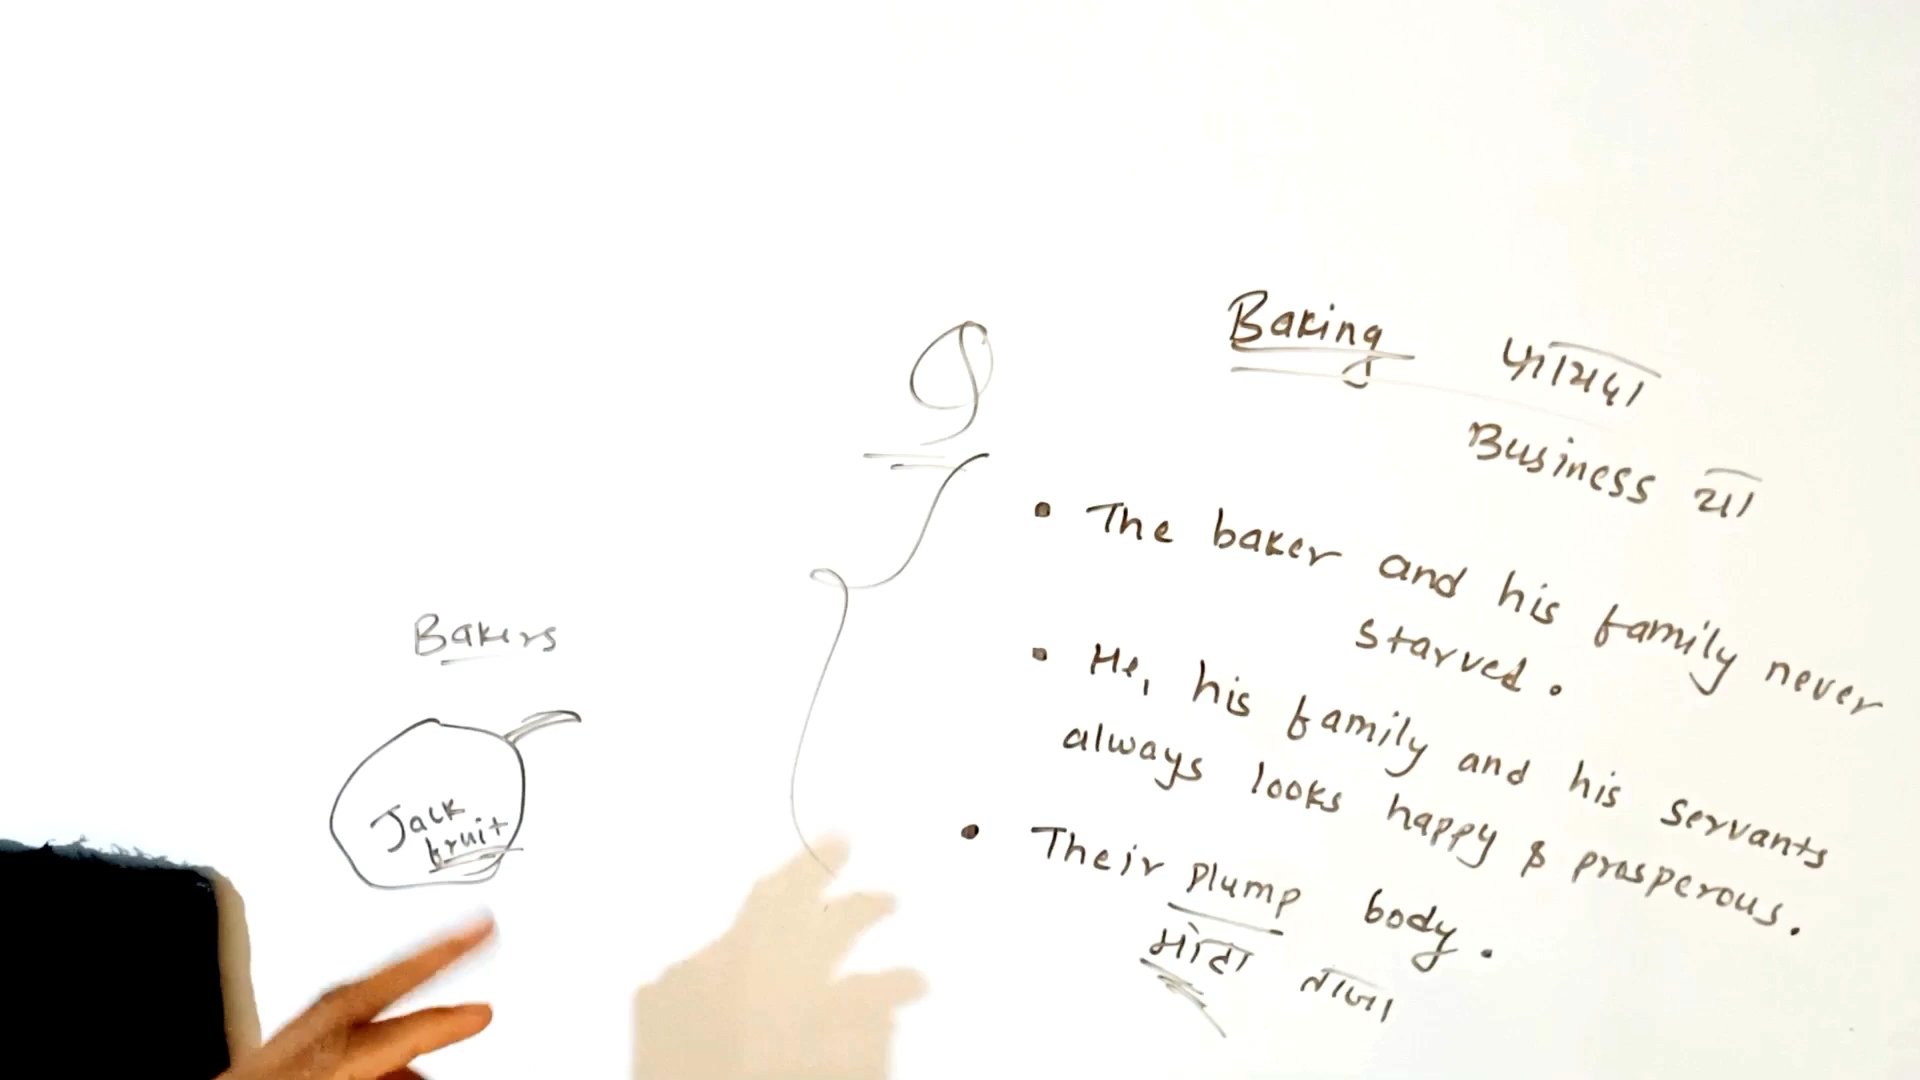 Baking फायदा
Business था
• The baker and his family never
starved.
• He, his family and his servants
always looks happy & prosperous.
• Their plump body.
मोटा ताजा
Bakers
Jack
fruit